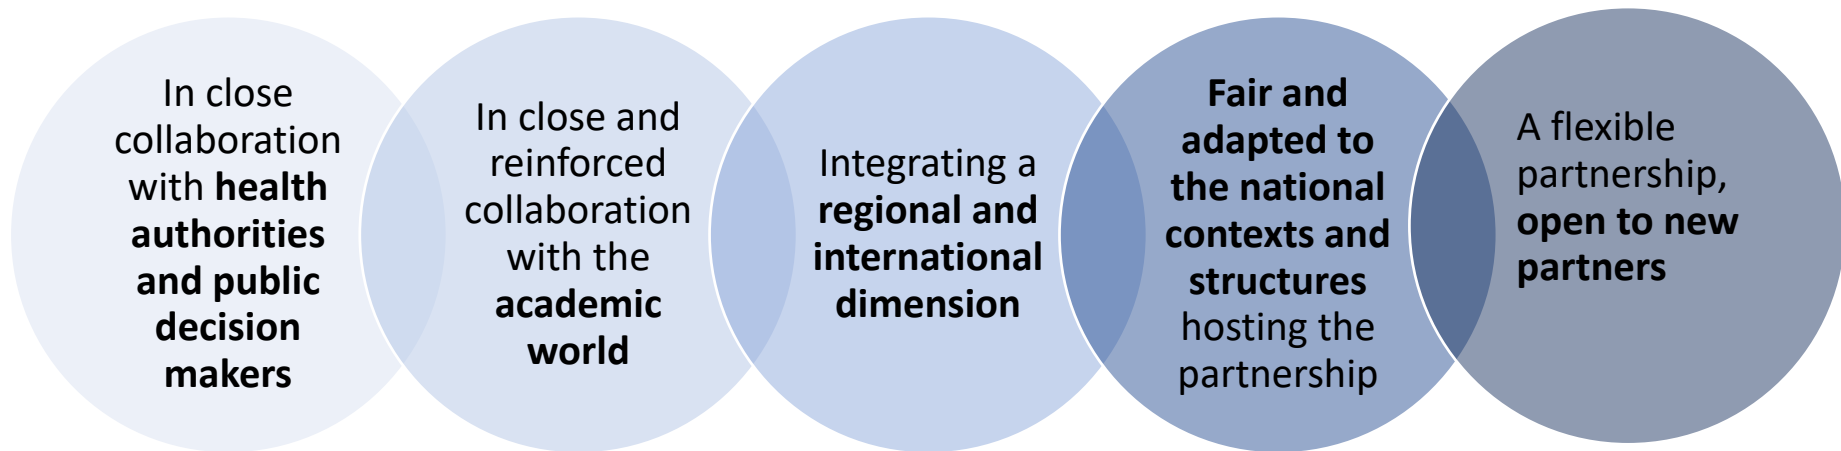 In close
collaboration
with health
authorities
and public
decision
makers
In close and
reinforced
collaboration
with the
academic
world
Integrating a
regional and
international
dimension
Fair and
adapted to
the national
contexts and
structures
hosting the
partnership
A flexible
partnership,
open to new
partners